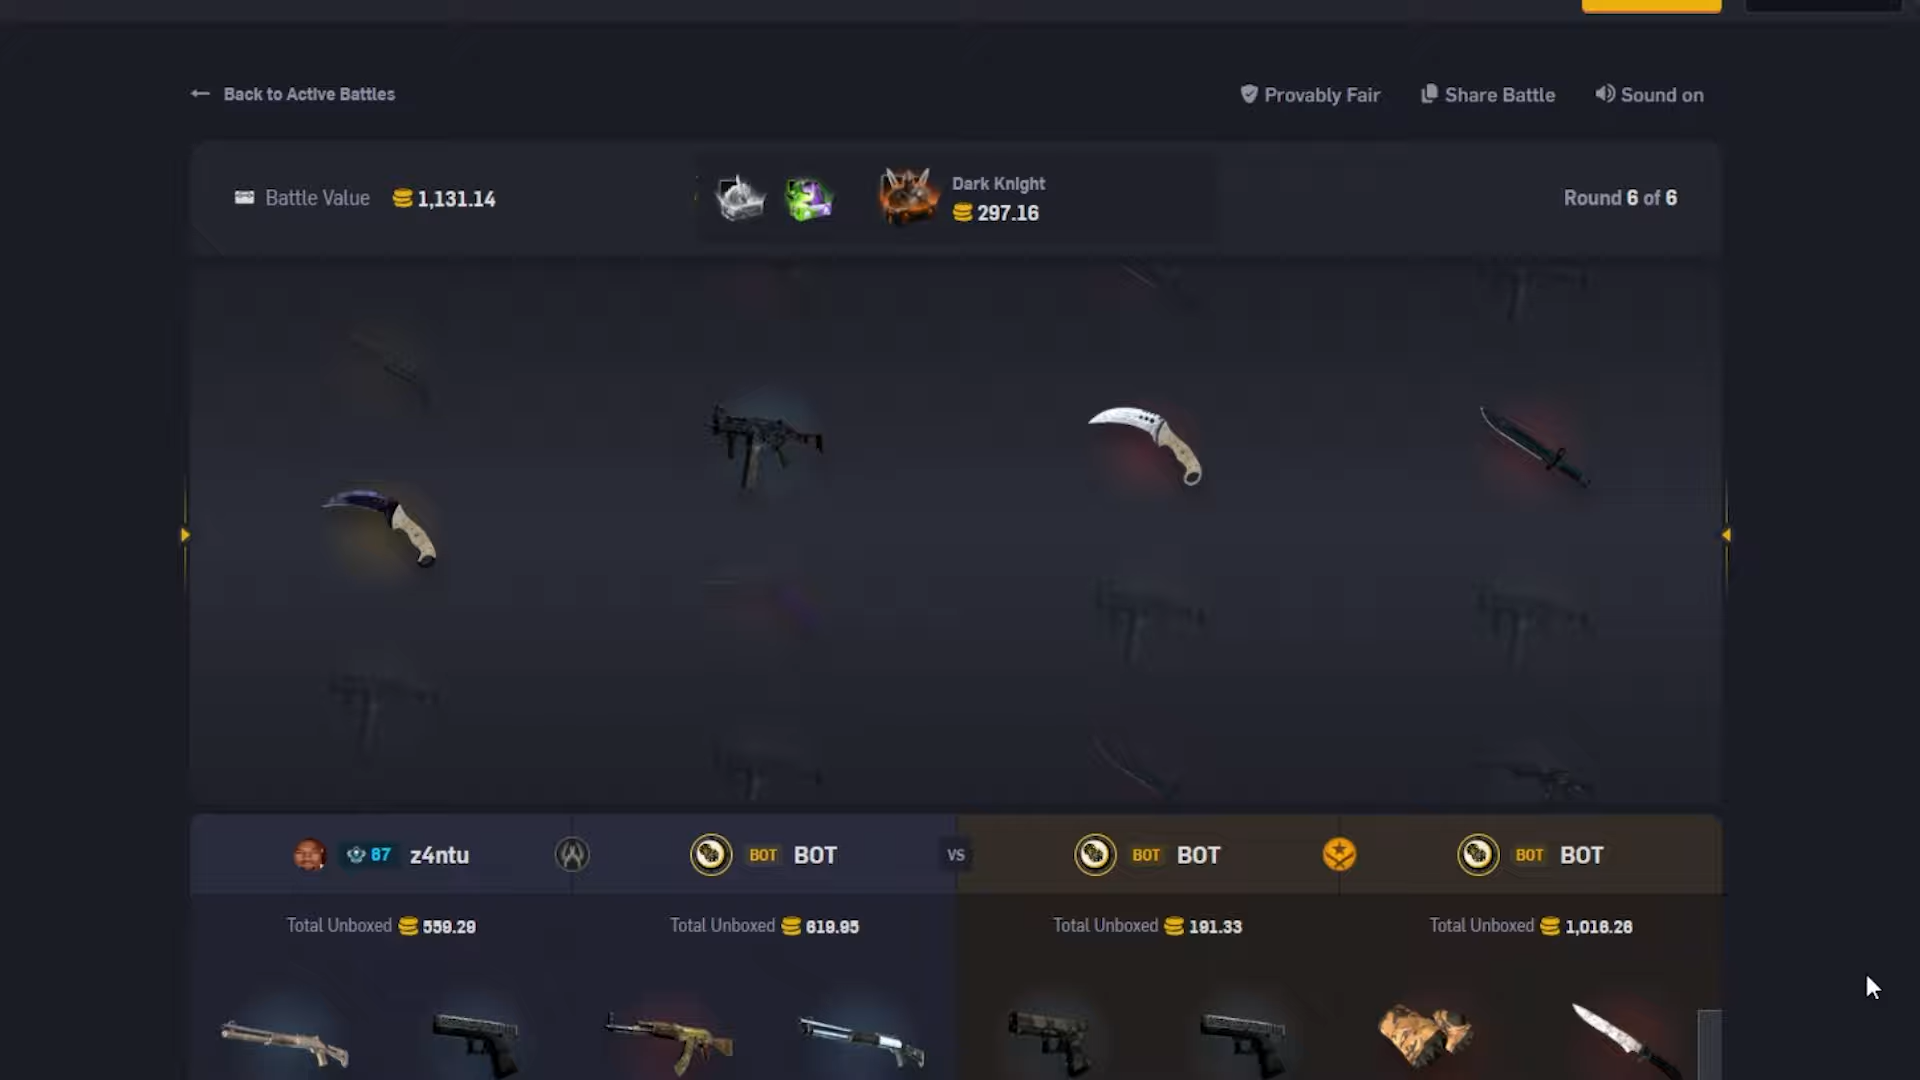 Back to Active Battles
Provably Fair
Share Battle
Sound on
Battle Value 1,131.14
Dark Knight
297.16
Round 6 of 6
87 z4ntu
BOT BOT
VS
BOT BOT
BOT BOT
Total Unboxed 559.29
Total Unboxed 619.95
Total Unboxed 191.33
Total Unboxed 1,016.26